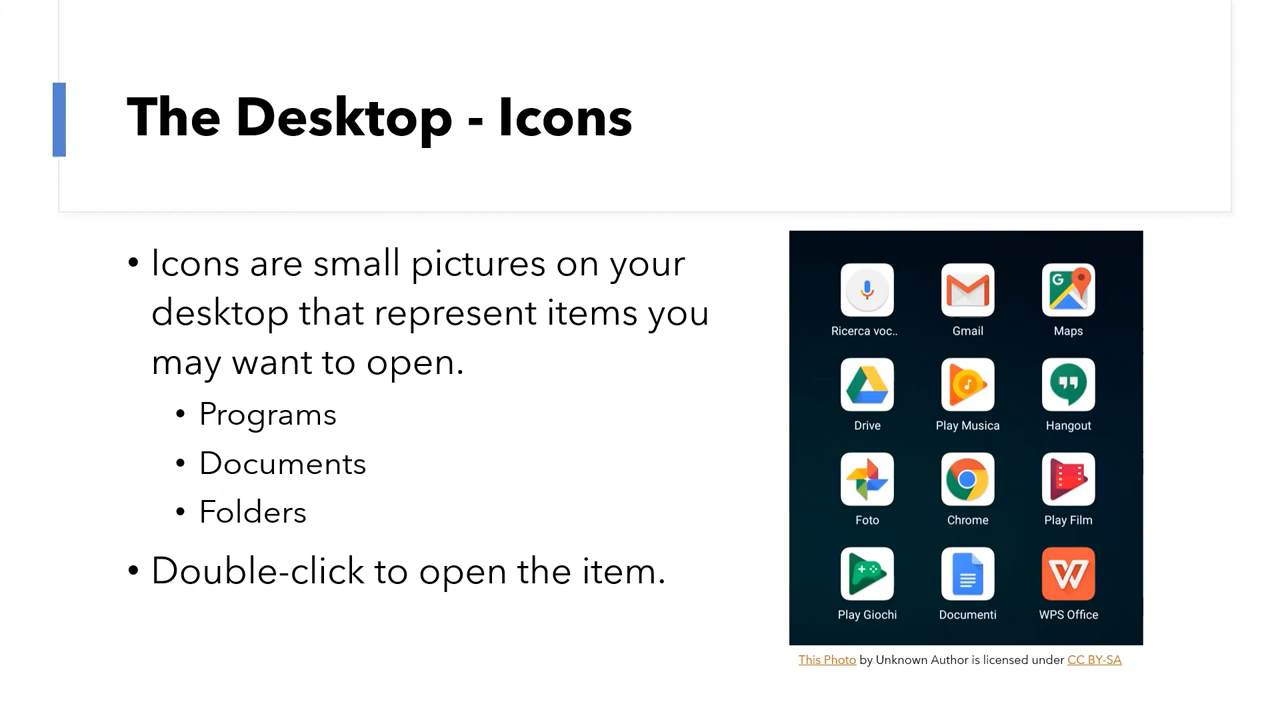 The Desktop - Icons
• Icons are small pictures on your
desktop that represent items you
may want to open.
• Programs
• Documents
• Folders
• Double-click to open the item.
Ricerca voc.. Gmail Maps
G
Drive Play Musica Hangout
Foto Chrome Play Film
Play Giochi Documenti WPS Office
This Photo by Unknown Author is licensed under CC BY-SA